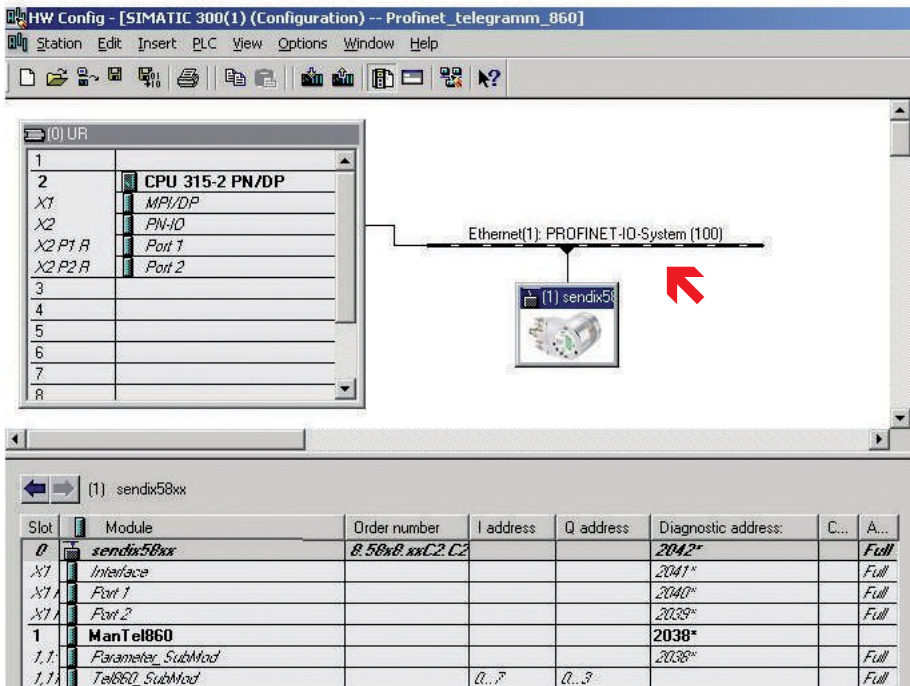 HW Config - [SIMATIC 300(1) (Configuration) -- Profinet_telegramm_860]
Station Edit Insert PLC View Options Window Help
(0) UR
1
2 CPU 315-2 PN/DP
X1 MPI/DP
X2 PN-IO
X2 P1 R Port 1
X2 P2 R Port 2
3
4
5
6
7
8
Ethernet(1): PROFINET-IO-System (100)
(1) sendix58
(1) sendix58xx
Slot Module Order number I address Q address Diagnostic address: C... A...
0 sendix58xx 8.58x8.xxC2.C2 2042* Full
X1 Interface 2041* Full
X1 Port 1 2040* Full
X1 Port 2 2039* Full
1 ManTel860 2038*
1,1 Parameter_SubMod 2038* Full
1,1 Tel860_SubMod 0...7 0...3 Full